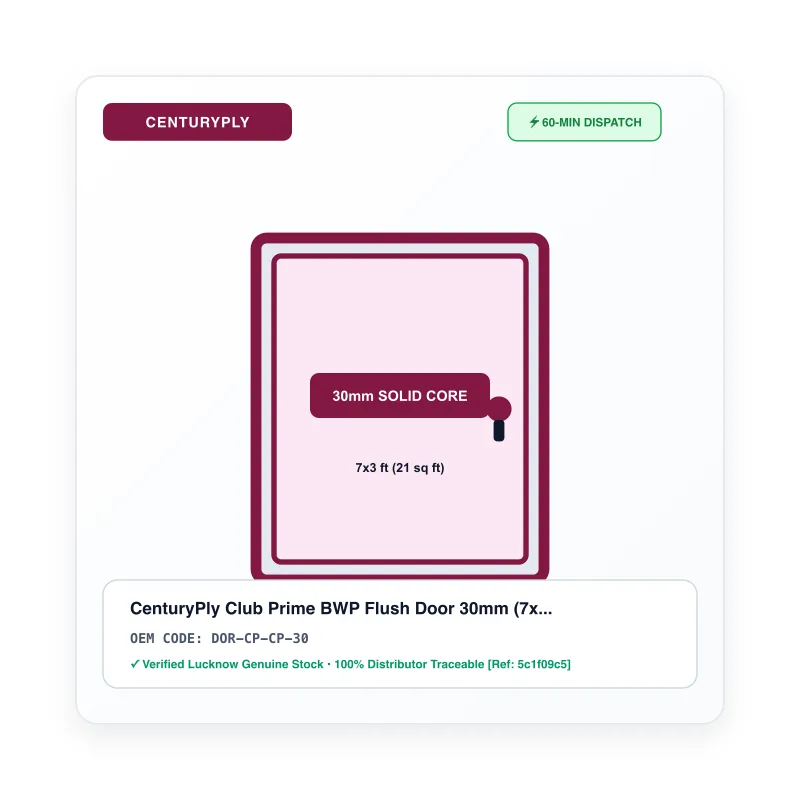 CENTURYPLY
⚡60-MIN DISPATCH
30mm SOLID CORE
7x3 ft (21 sq ft)
CenturyPly Club Prime BWP Flush Door 30mm (7x...
OEM CODE: DOR-CP-CP-30
✓ Verified Lucknow Genuine Stock · 100% Distributor Traceable [Ref: 5c1f09c5]